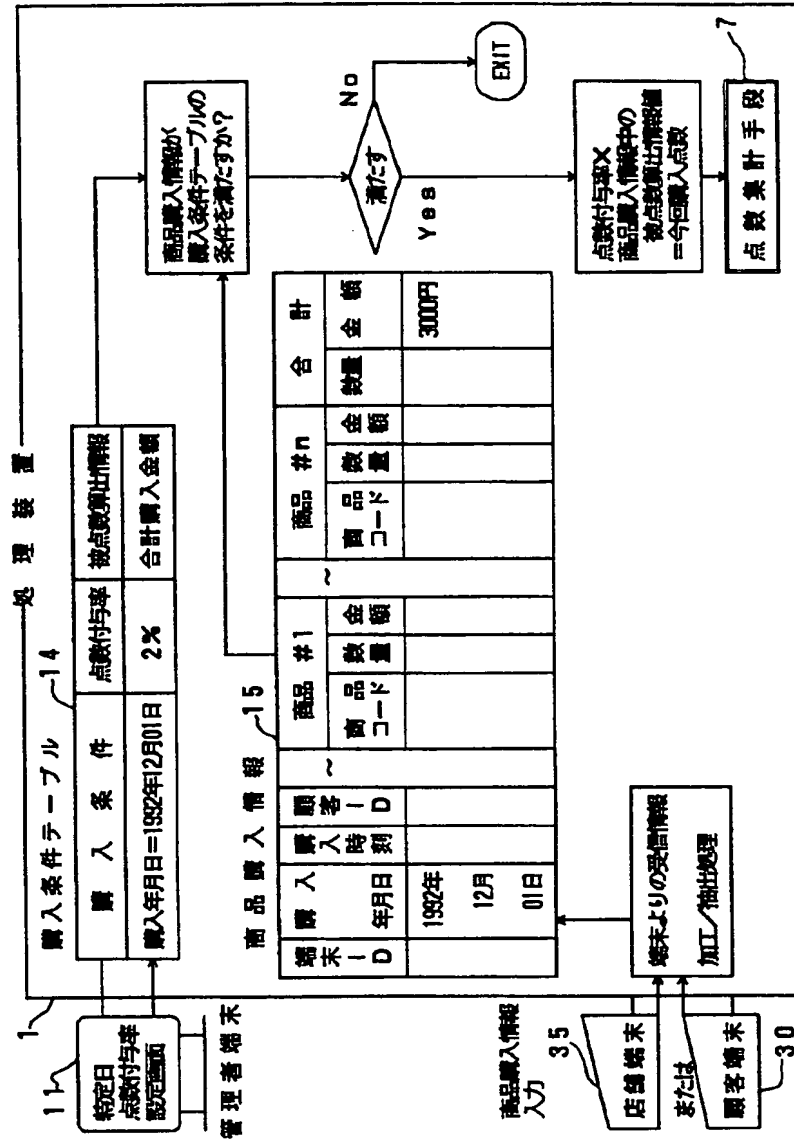 処理装置
1
11
特定日
点数付与率
設定画面
管理者端末
購入条件テーブル
14
購入条件
点数付与率
被点数算出情報
購入年月日=1992年12月01日
2%
合計購入金額
商品購入情報が
購入条件テーブルの
条件を満たすか?
満たす
No
EXIT
Yes
点数付与率×
商品購入情報中の
被点数算出情報値
=今回購入点数
点数集計手段
7
商品購入情報
15
端末ID
購入
年月日
購入時刻
顧客ID
~
商品 #1
商品
コード
数量
金額
~
商品 #n
商品
コード
数量
金額
合計
数量
金額
1992年
12月
01日
3000円
端末よりの受信情報
加工/抽出処理
商品購入情報
入力
35
店舗端末
または
顧客端末
30